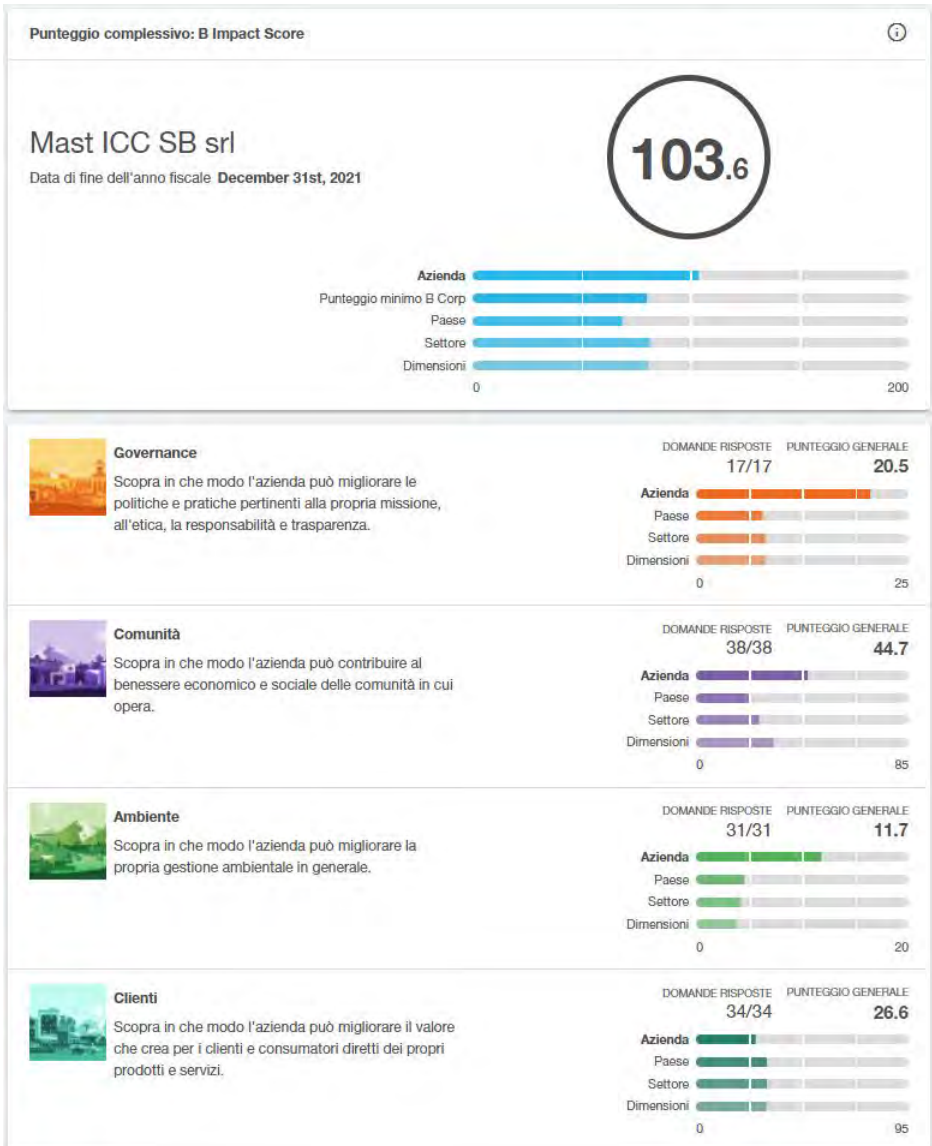 Punteggio complessivo: B Impact Score
Mast ICC SB srl
Data di fine dell'anno fiscale December 31st, 2021
103.6
Azienda
Punteggio minimo B Corp
Paese
Settore
Dimensioni
0 200
Governance
Scopra in che modo l'azienda può migliorare le
politiche e pratiche pertinenti alla propria missione,
all'etica, la responsabilità e trasparenza.
DOMANDE RISPOSTE PUNTEGGIO GENERALE
17/17 20.5
Azienda
Paese
Settore
Dimensioni
0 25
Comunità
Scopra in che modo l'azienda può contribuire al
benessere economico e sociale delle comunità in cui
opera.
DOMANDE RISPOSTE PUNTEGGIO GENERALE
38/38 44.7
Azienda
Paese
Settore
Dimensioni
0 85
Ambiente
Scopra in che modo l'azienda può migliorare la
propria gestione ambientale in generale.
DOMANDE RISPOSTE PUNTEGGIO GENERALE
31/31 11.7
Azienda
Paese
Settore
Dimensioni
0 20
Clienti
Scopra in che modo l'azienda può migliorare il valore
che crea per i clienti e consumatori diretti dei propri
prodotti e servizi.
DOMANDE RISPOSTE PUNTEGGIO GENERALE
34/34 26.6
Azienda
Paese
Settore
Dimensioni
0 95